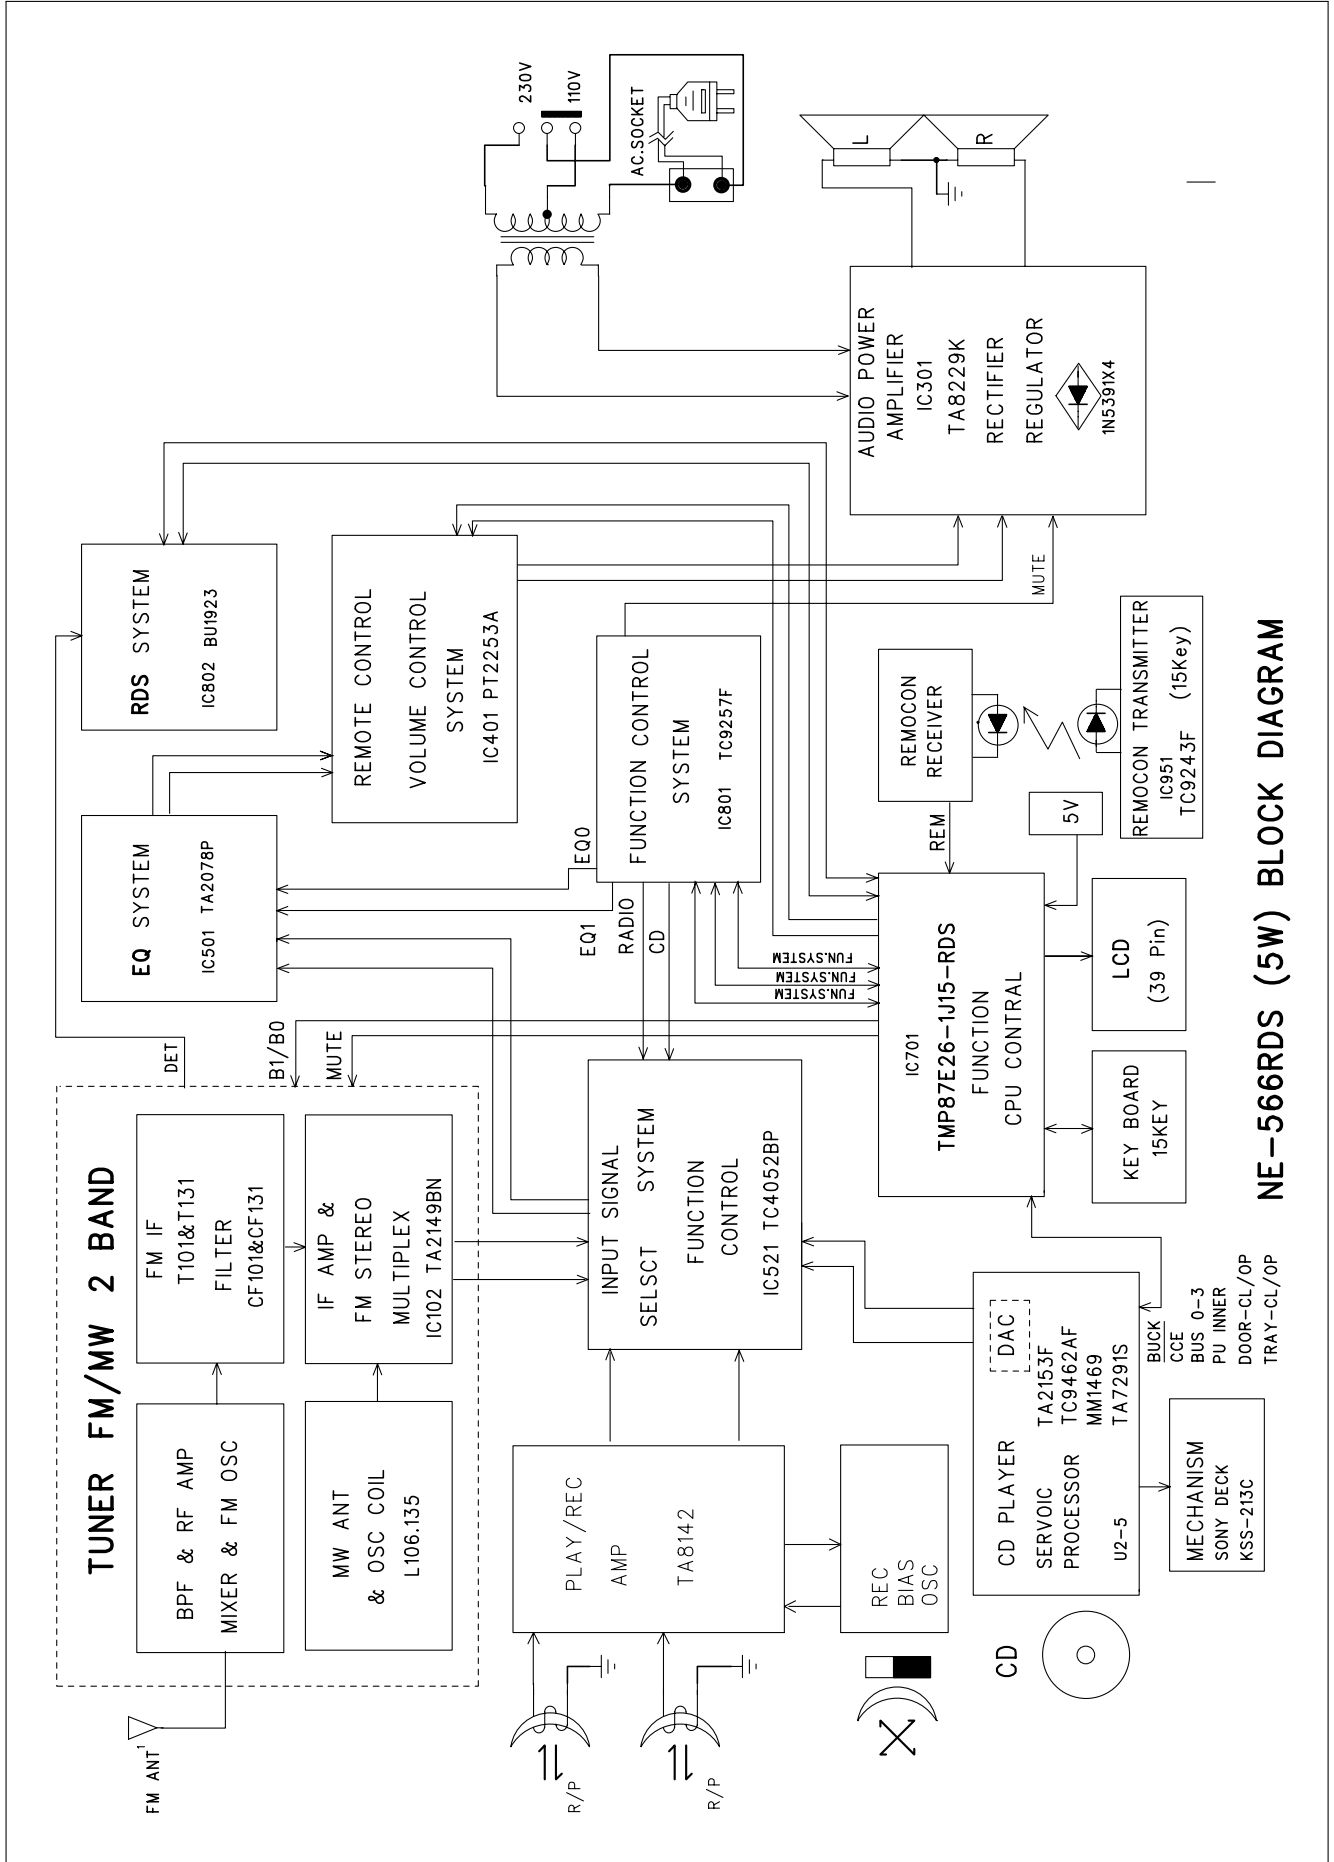 NE-566RDS (5W) BLOCK DIAGRAM
TUNER FM/MW 2 BAND
FM ANT
1
BPF & RF AMP
MIXER & FM OSC
FM IF
T101&T131
FILTER
CF101&CF131
MW ANT
& OSC COIL
L106.135
IF AMP &
FM STEREO
MULTIPLEX
IC102 TA2149BN
DET
B1/B0
MUTE
EQ SYSTEM
IC501 TA2078P
RDS SYSTEM
IC802 BU1923
REMOTE CONTROL
VOLUME CONTROL
SYSTEM
IC401 PT2253A
230V
110V
AC.SOCKET
R/P
R/P
PLAY/REC
AMP
TA8142
REC
BIAS
OSC
INPUT SIGNAL
SELSCT SYSTEM
FUNCTION
CONTROL
IC521 TC4052BP
EQ1
EQ0
RADIO
CD
FUNCTION CONTROL
SYSTEM
IC801 TC9257F
FUN.SYSTEM
FUN.SYSTEM
FUN.SYSTEM
MUTE
AUDIO POWER
AMPLIFIER
IC301
TA8229K
RECTIFIER
REGULATOR
1N5391X4
L
R
IC701
TMP87E26-1J15-RDS
FUNCTION
CPU CONTRAL
REM
REMOCON
RECEIVER
5V
REMOCON TRANSMITTER
IC951
TC9243F (15Key)
KEY BOARD
15KEY
LCD
(39 Pin)
CD
DAC
CD PLAYER
SERVOIC TA2153F
PROCESSOR TC9462AF
MM1469
U2-5 TA7291S
MECHANISM
SONY DECK
KSS-213C
BUCK
CCE
BUS 0-3
PU INNER
DOOR-CL/OP
TRAY-CL/OP